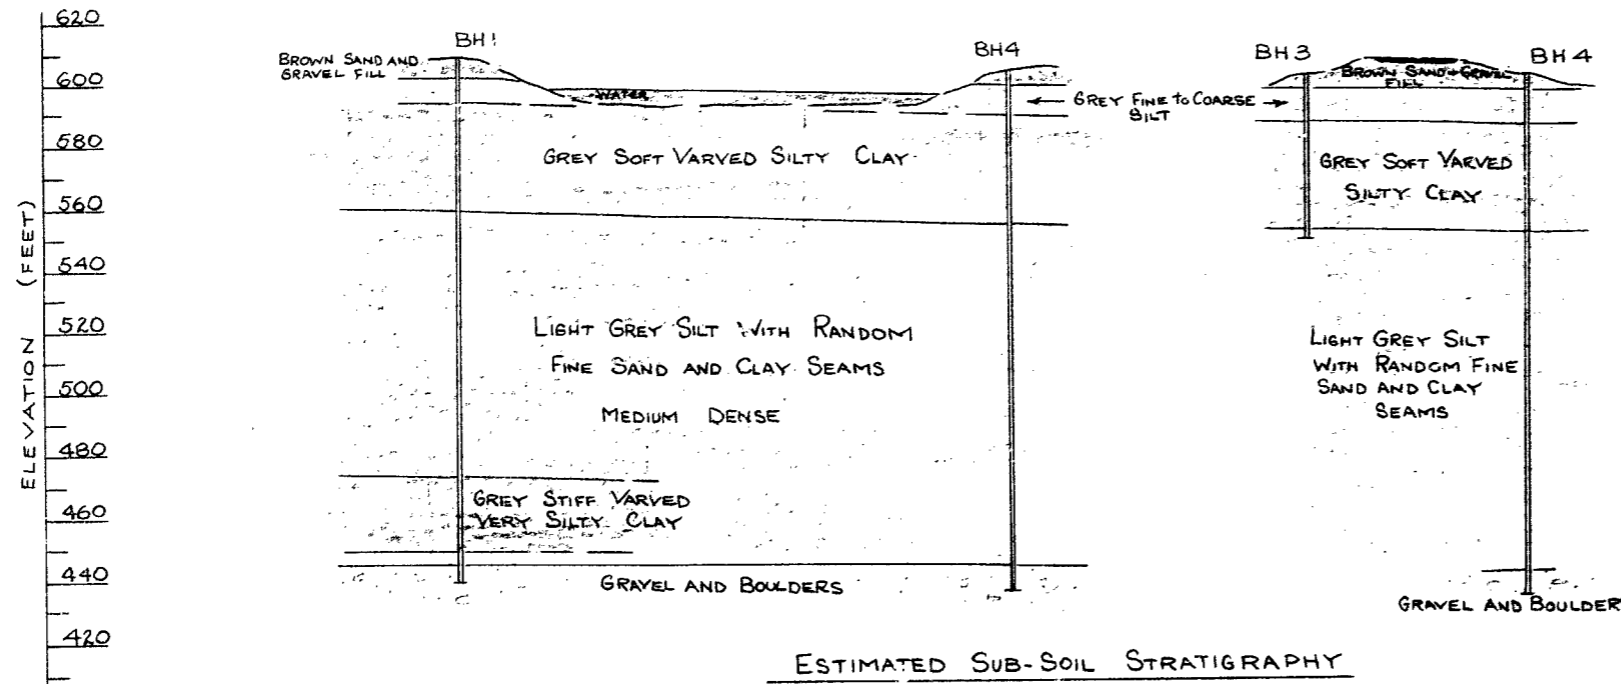 620
600
580
560
540
520
500
480
460
440
420
ELEVATION (FEET)
BH1
BROWN SAND AND
GRAVEL FILL
WATER
BH4
GREY FINE TO COARSE
SILT
GREY SOFT VARVED SILTY CLAY
LIGHT GREY SILT WITH RANDOM
FINE SAND AND CLAY SEAMS
MEDIUM DENSE
GREY STIFF VARVED
VERY SILTY CLAY
GRAVEL AND BOULDERS
BH3
BROWN SAND + GRAVEL
FILL
BH4
GREY SOFT VARVED
SILTY CLAY
LIGHT GREY SILT
WITH RANDOM FINE
SAND AND CLAY
SEAMS
GRAVEL AND BOULDER
ESTIMATED SUB-SOIL STRATIGRAPHY